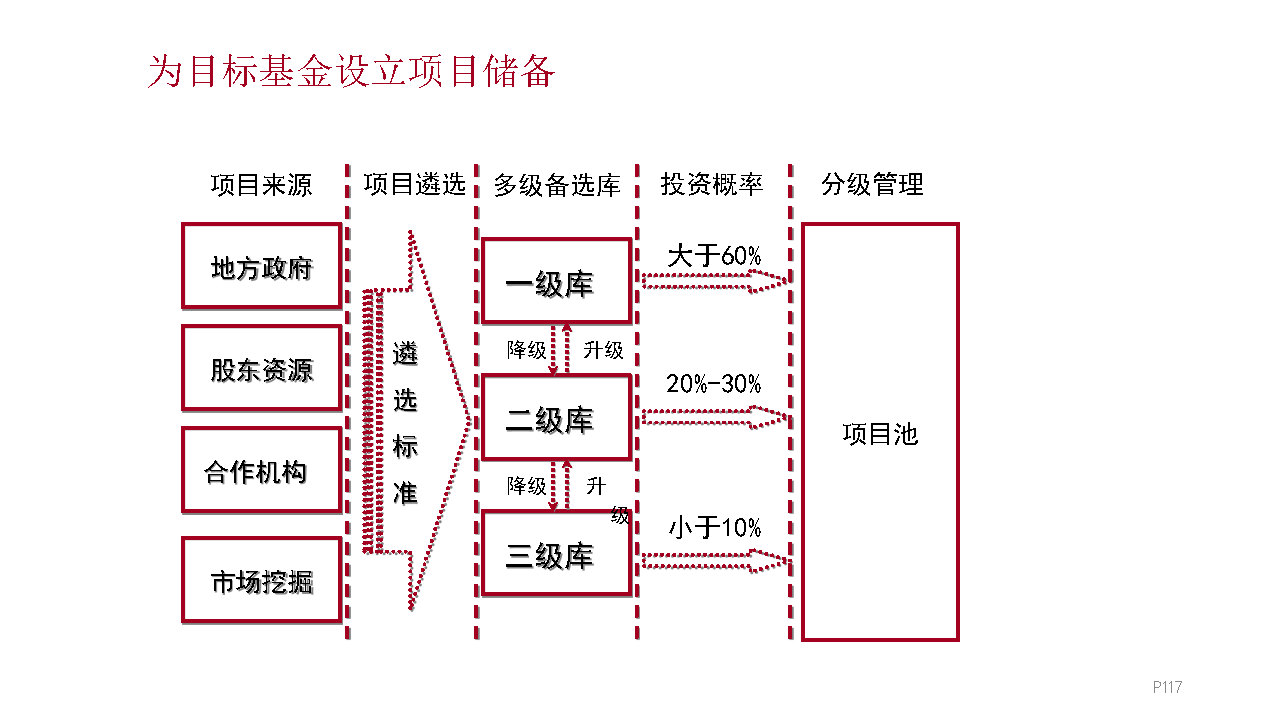 为目标基金设立项目储备
项目来源
项目遴选
多级备选库
投资概率
分级管理
地方政府
股东资源
合作机构
市场挖掘
遴
选
标
准
一级库
降级
升级
二级库
降级
升
级
三级库
大于60%
20%-30%
小于10%
项目池
P117